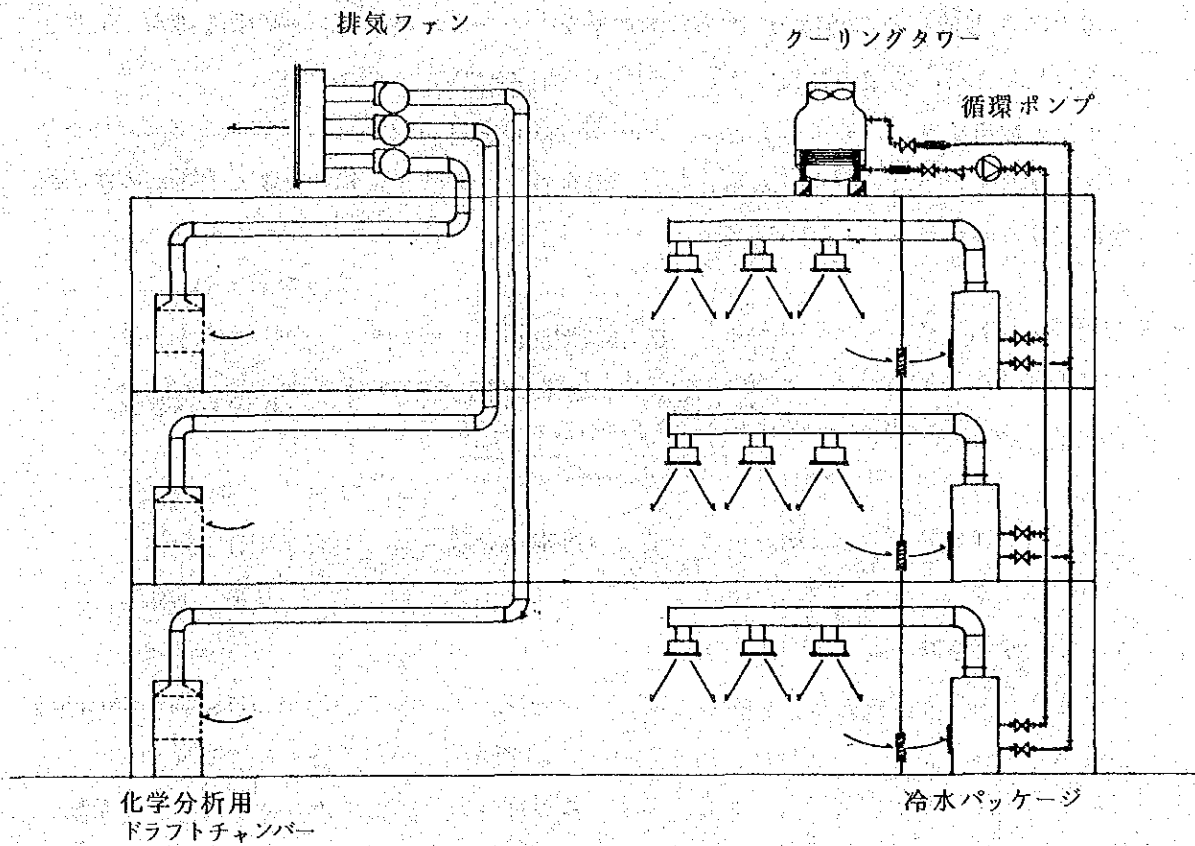 排気ファン
クーリングタワー
循環ポンプ
化学分析用
ドラフトチャンバー
冷水パッケージ